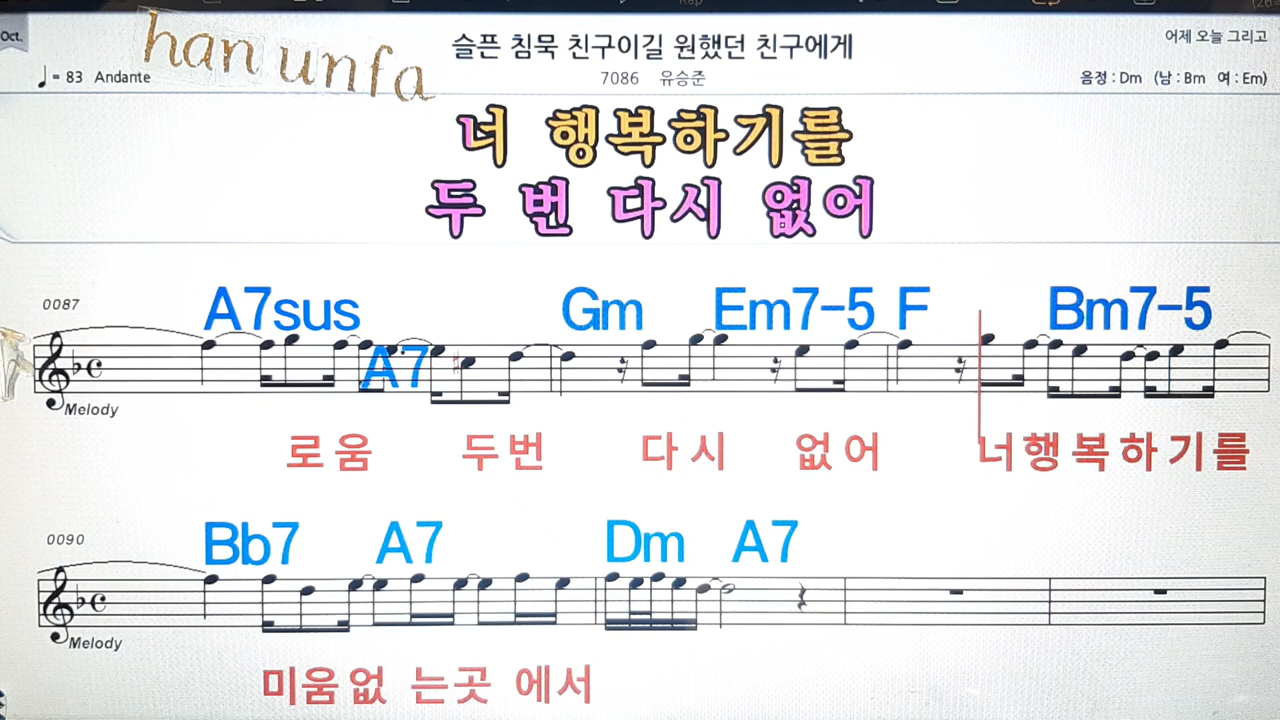 Oct.
han unfa
슬픈 침묵 친구이길 원했던 친구에게
어제 오늘 그리고
♩= 83 Andante
7086 유승준
음정 : Dm (남 : Bm 여 : Em)
너 행복하기를
두 번 다시 없어
0087
A7sus A7 Gm Em7-5 F Bm7-5
Melody
로움 두번 다시 없어 너행복하기를
0090
Bb7 A7 Dm A7
Melody
미움없 는곳 에서